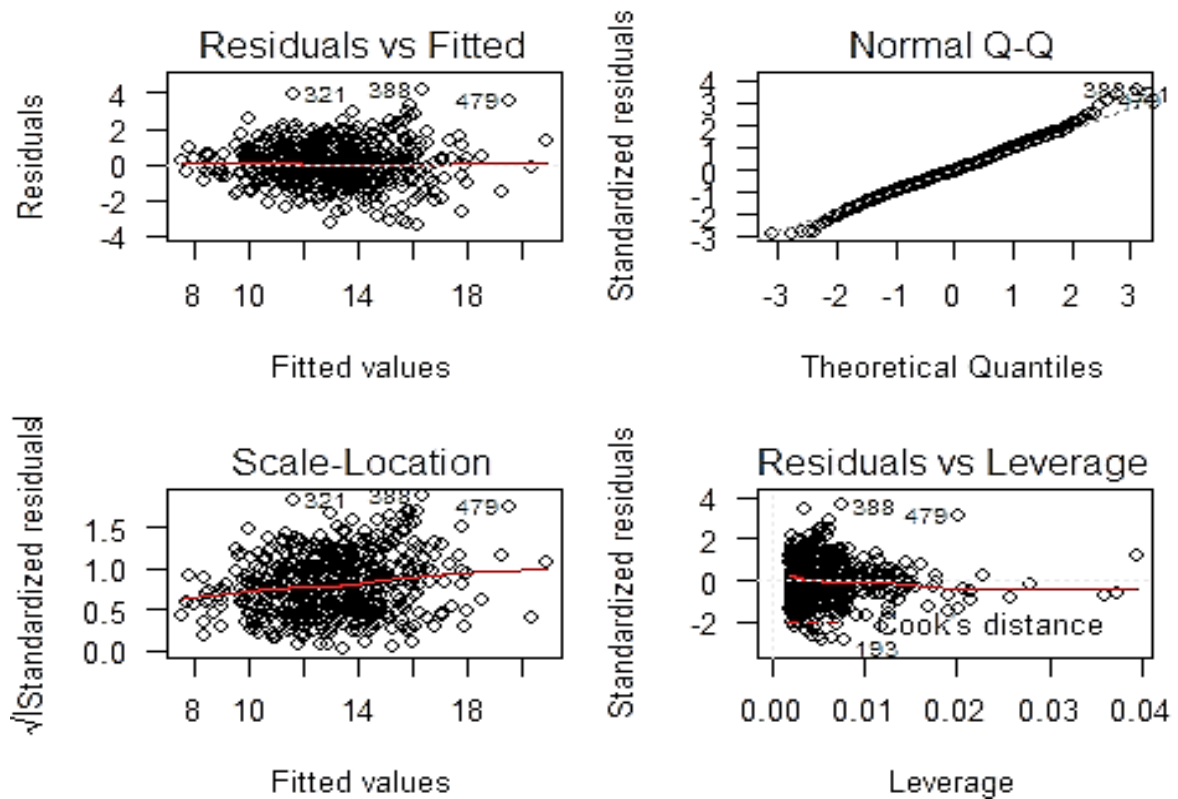 Residuals vs Fitted
Residuals
4
2
0
-2
-4
321
388
479
8 10 14 18
Fitted values
Normal Q-Q
Standardized residuals
4
3
2
1
0
-1
-2
-3
388
479
-3 -2 -1 0 1 2 3
Theoretical Quantiles
Scale-Location
√|Standardized residuals|
1.5
1.0
0.5
0.0
321
388
479
8 10 14 18
Fitted values
Residuals vs Leverage
Standardized residuals
4
2
0
-2
388
479
Cook's distance
193
0.00 0.01 0.02 0.03 0.04
Leverage